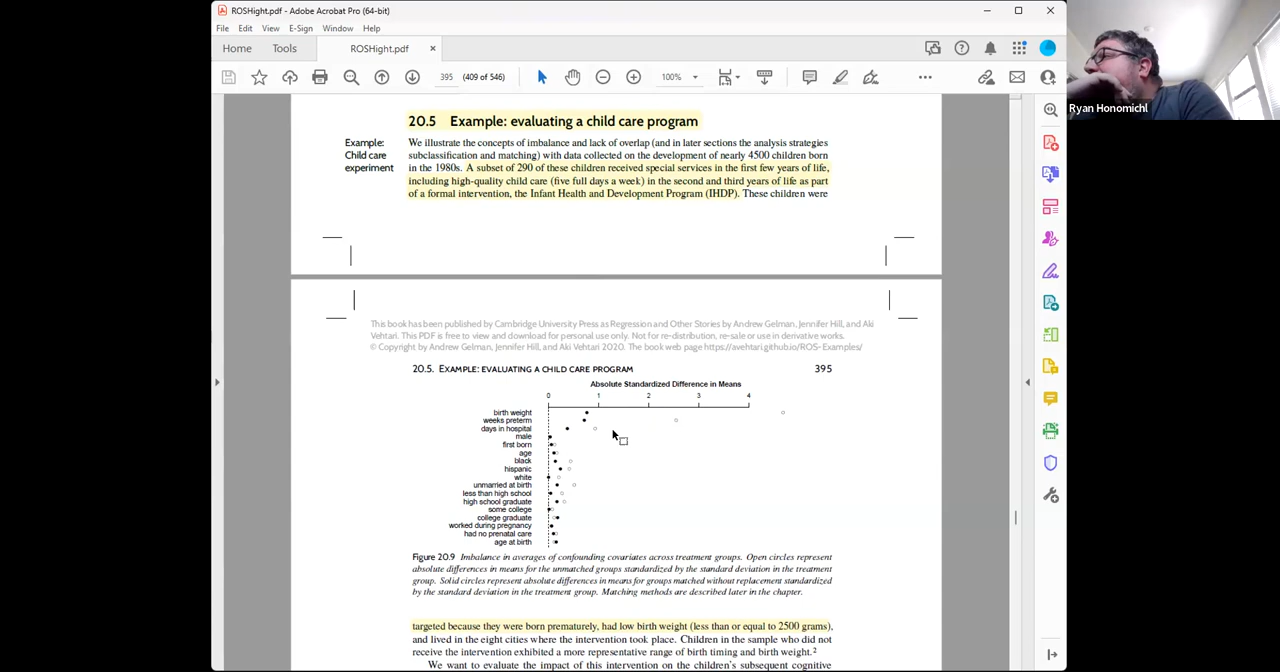 ROSHight.pdf - Adobe Acrobat Pro (64-bit)
File Edit View E-Sign Window Help
Home Tools ROSHight.pdf ×
395 (409 of 546) 100%
Ryan Honomichl
20.5 Example: evaluating a child care program
Example:
Child care
experiment
We illustrate the concepts of imbalance and lack of overlap (and in later sections the analysis strategies
subclassification and matching) with data collected on the development of nearly 4500 children born
in the 1980s. A subset of 290 of these children received special services in the first few years of life,
including high-quality child care (five full days a week) in the second and third years of life as part
of a formal intervention, the Infant Health and Development Program (IHDP). These children were
This book has been published by Cambridge University Press as Regression and Other Stories by Andrew Gelman, Jennifer Hill, and Aki
Vehtari. This PDF is free to view and download for personal use only. Not for re-distribution, re-sale or use in derivative works.
© Copyright by Andrew Gelman, Jennifer Hill, and Aki Vehtari 2020. The book web page https://avehtari.github.io/ROS-Examples/
20.5. EXAMPLE: EVALUATING A CHILD CARE PROGRAM 395
Absolute Standardized Difference in Means
0 1 2 3 4
birth weight
weeks preterm
days in hospital
male
first born
age
black
hispanic
white
unmarried at birth
less than high school
high school graduate
some college
college graduate
worked during pregnancy
had no prenatal care
age at birth
Figure 20.9 Imbalance in averages of confounding covariates across treatment groups. Open circles represent
absolute differences in means for the unmatched groups standardized by the standard deviation in the treatment
group. Solid circles represent absolute differences in means for groups matched without replacement standardized
by the standard deviation in the treatment group. Matching methods are described later in the chapter.
targeted because they were born prematurely, had low birth weight (less than or equal to 2500 grams),
and lived in the eight cities where the intervention took place. Children in the sample who did not
receive the intervention exhibited a more representative range of birth timing and birth weight.2
We want to evaluate the impact of this intervention on the children's subsequent cognitive